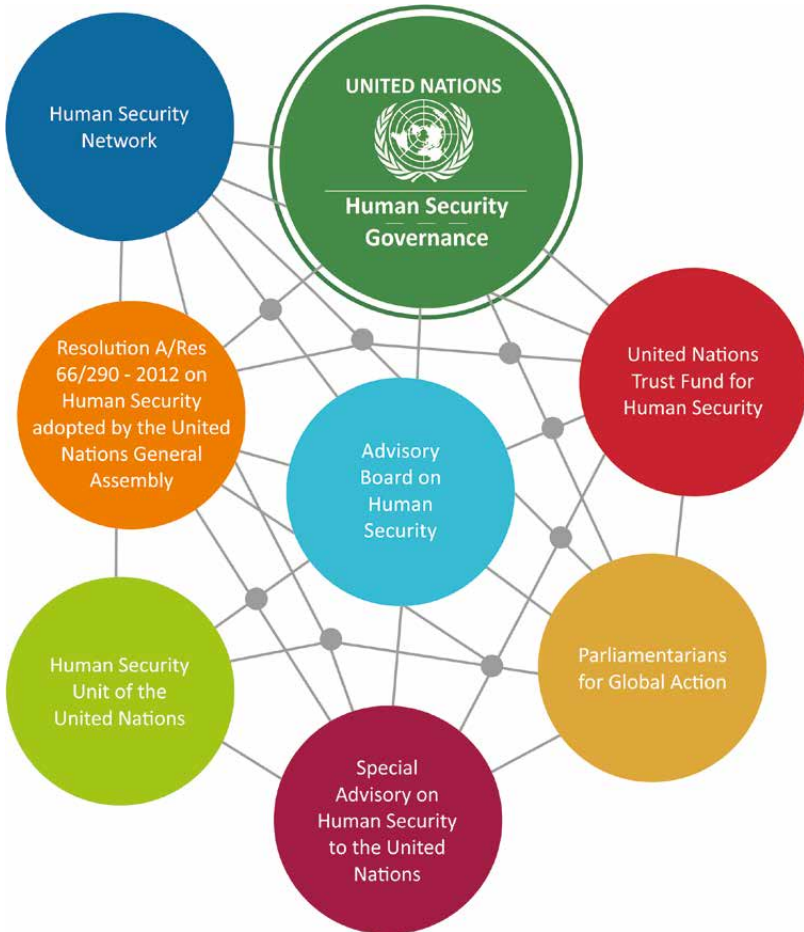 Human Security
Network
UNITED NATIONS
Human Security
Governance
Resolution A/Res
66/290 - 2012 on
Human Security
adopted by the United
Nations General
Assembly
United Nations
Trust Fund for
Human Security
Advisory
Board on
Human
Security
Human Security
Unit of the
United Nations
Parliamentarians
for Global Action
Special
Advisory on
Human Security
to the United
Nations